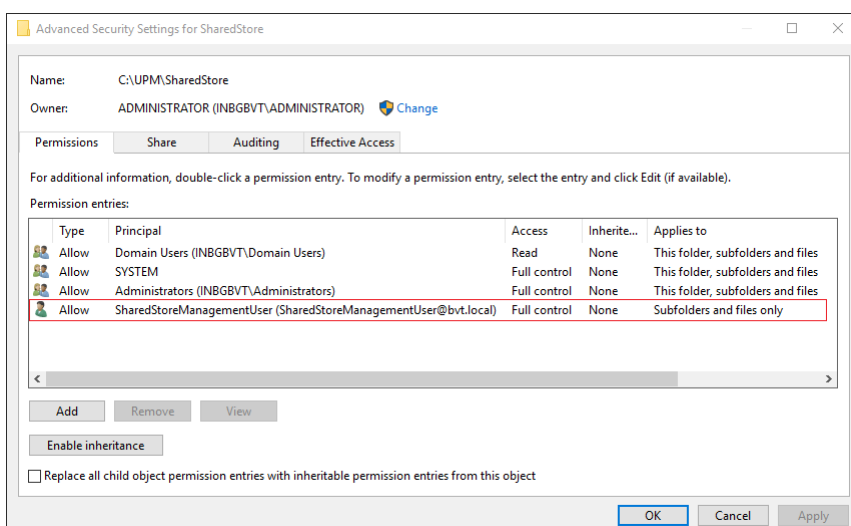 Advanced Security Settings for SharedStore
Name: C:\UPM\SharedStore
Owner: ADMINISTRATOR (INBGBVT\ADMINISTRATOR) Change
Permissions Share Auditing Effective Access
For additional information, double-click a permission entry. To modify a permission entry, select the entry and click Edit (if available).
Permission entries:
Type Principal Access Inherite... Applies to
Allow Domain Users (INBGBVT\Domain Users) Read None This folder, subfolders and files
Allow SYSTEM Full control None This folder, subfolders and files
Allow Administrators (INBGBVT\Administrators) Full control None This folder, subfolders and files
Allow SharedStoreManagementUser (SharedStoreManagementUser@bvt.local) Full control None Subfolders and files only
Add Remove View
Enable inheritance
Replace all child object permission entries with inheritable permission entries from this object
OK Cancel Apply